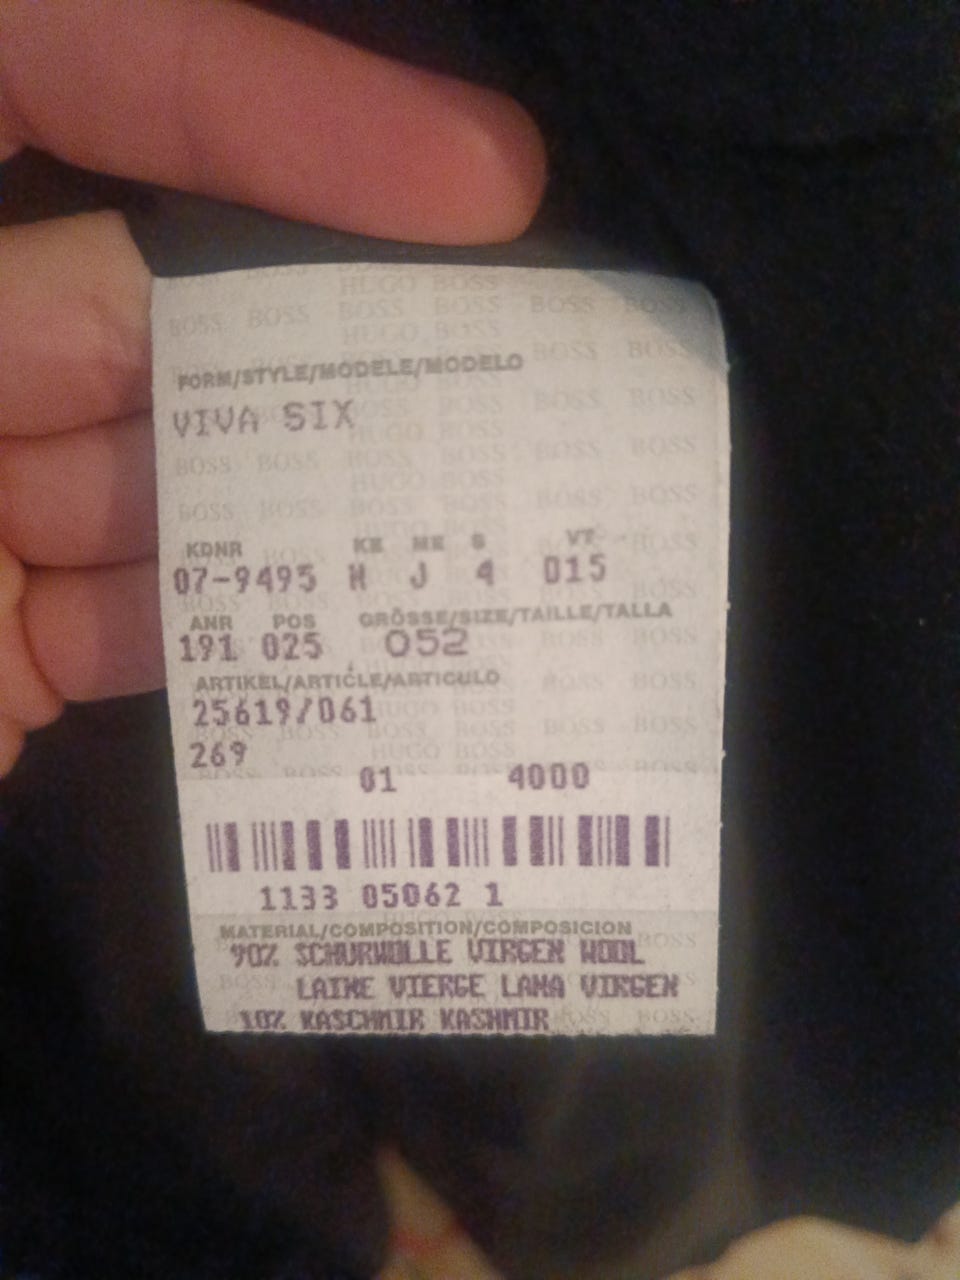 FORM/STYLE/MODELE/MODELO
VIVA SIX
KDNR KE ME S VT
07-9495 H J 4 015
ANR POS GRÖSSE/SIZE/TAILLE/TALLA
191 025 052
ARTIKEL/ARTICLE/ARTICULO
25619/061
269
01 4000
1133 05062 1
MATERIAL/COMPOSITION/COMPOSICION
90% SCHURWOLLE VIRGEN WOOL
LAINE VIERGE LANA VIRGEN
10% KASCHMIR KASHMIR